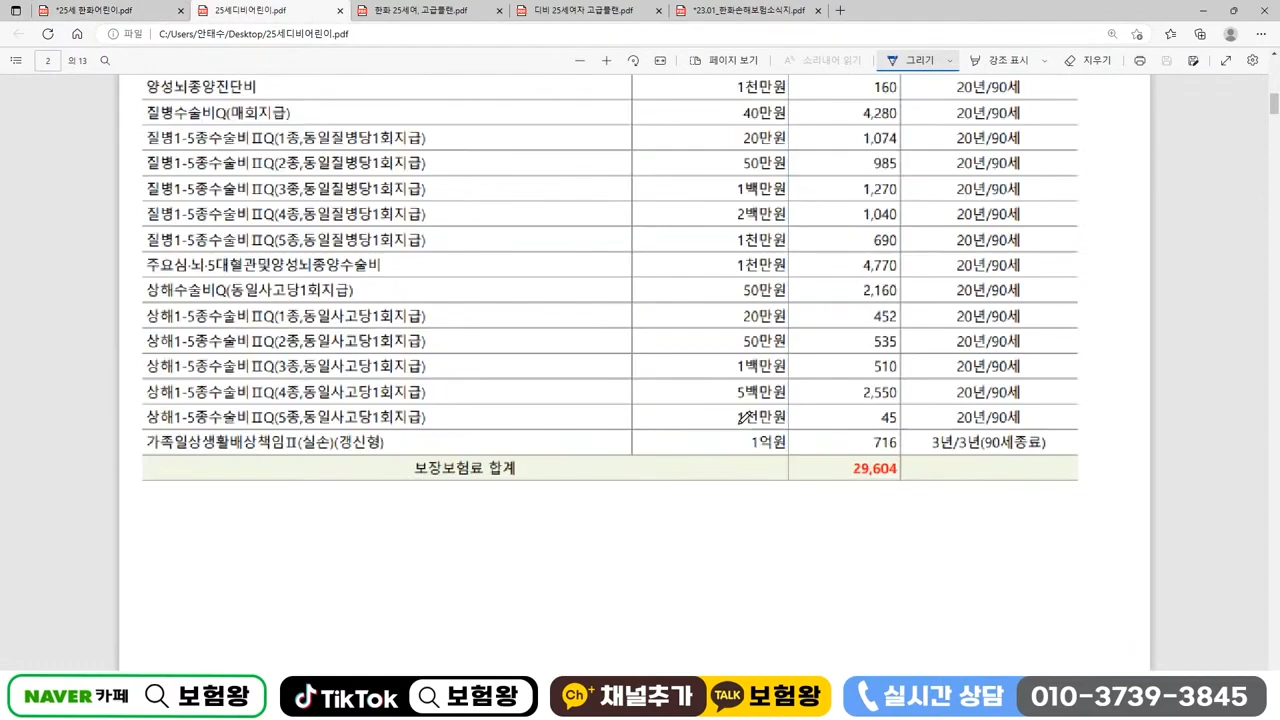 *25세 한화어린이.pdf
25세디비어린이.pdf
한화 25세여, 고급플랜.pdf
디비 25세여자 고급플랜.pdf
*23.01_한화손해보험소식지.pdf
파일 C:/Users/안태수/Desktop/25세디비어린이.pdf
2 의 13 페이지 보기 소리내어 읽기 그리기 강조 표시 지우기
양성뇌종양진단비 1천만원 160 20년/90세
질병수술비Q(매회지급) 40만원 4,280 20년/90세
질병1-5종수술비ⅡQ(1종,동일질병당1회지급) 20만원 1,074 20년/90세
질병1-5종수술비ⅡQ(2종,동일질병당1회지급) 50만원 985 20년/90세
질병1-5종수술비ⅡQ(3종,동일질병당1회지급) 1백만원 1,270 20년/90세
질병1-5종수술비ⅡQ(4종,동일질병당1회지급) 2백만원 1,040 20년/90세
질병1-5종수술비ⅡQ(5종,동일질병당1회지급) 1천만원 690 20년/90세
주요심·뇌·5대혈관및양성뇌종양수술비 1천만원 4,770 20년/90세
상해수술비Q(동일사고당1회지급) 50만원 2,160 20년/90세
상해1-5종수술비ⅡQ(1종,동일사고당1회지급) 20만원 452 20년/90세
상해1-5종수술비ⅡQ(2종,동일사고당1회지급) 50만원 535 20년/90세
상해1-5종수술비ⅡQ(3종,동일사고당1회지급) 1백만원 510 20년/90세
상해1-5종수술비ⅡQ(4종,동일사고당1회지급) 5백만원 2,550 20년/90세
상해1-5종수술비ⅡQ(5종,동일사고당1회지급) 1천만원 45 20년/90세
가족일상생활배상책임Ⅱ(실손)(갱신형) 1억원 716 3년/3년(90세종료)
보장보험료 합계 29,604
NAVER 카페 보험왕 TikTok 보험왕 Ch+ 채널추가 TALK 보험왕 실시간 상담 010-3739-3845